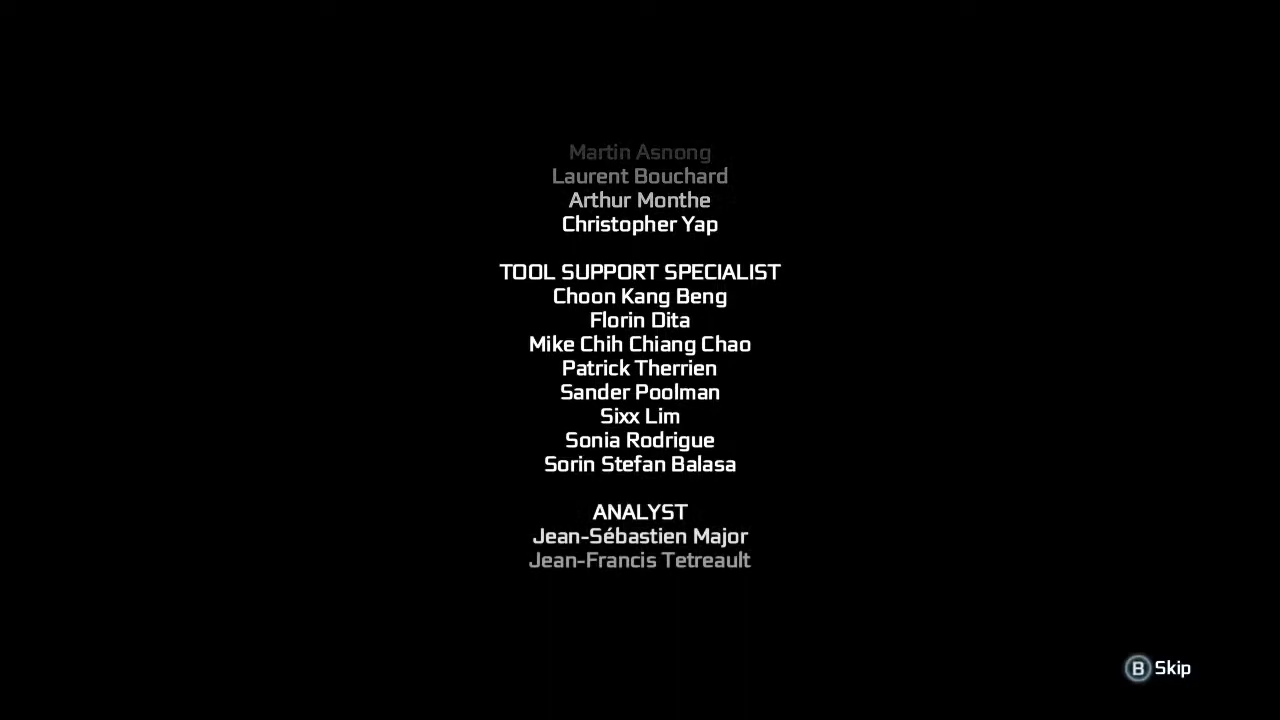 Martin Asnong
Laurent Bouchard
Arthur Monthe
Christopher Yap
TOOL SUPPORT SPECIALIST
Choon Kang Beng
Florin Dita
Mike Chih Chiang Chao
Patrick Therrien
Sander Poolman
Sixx Lim
Sonia Rodrigue
Sorin Stefan Balasa
ANALYST
Jean-Sébastien Major
Jean-Francis Tetreault
B Skip